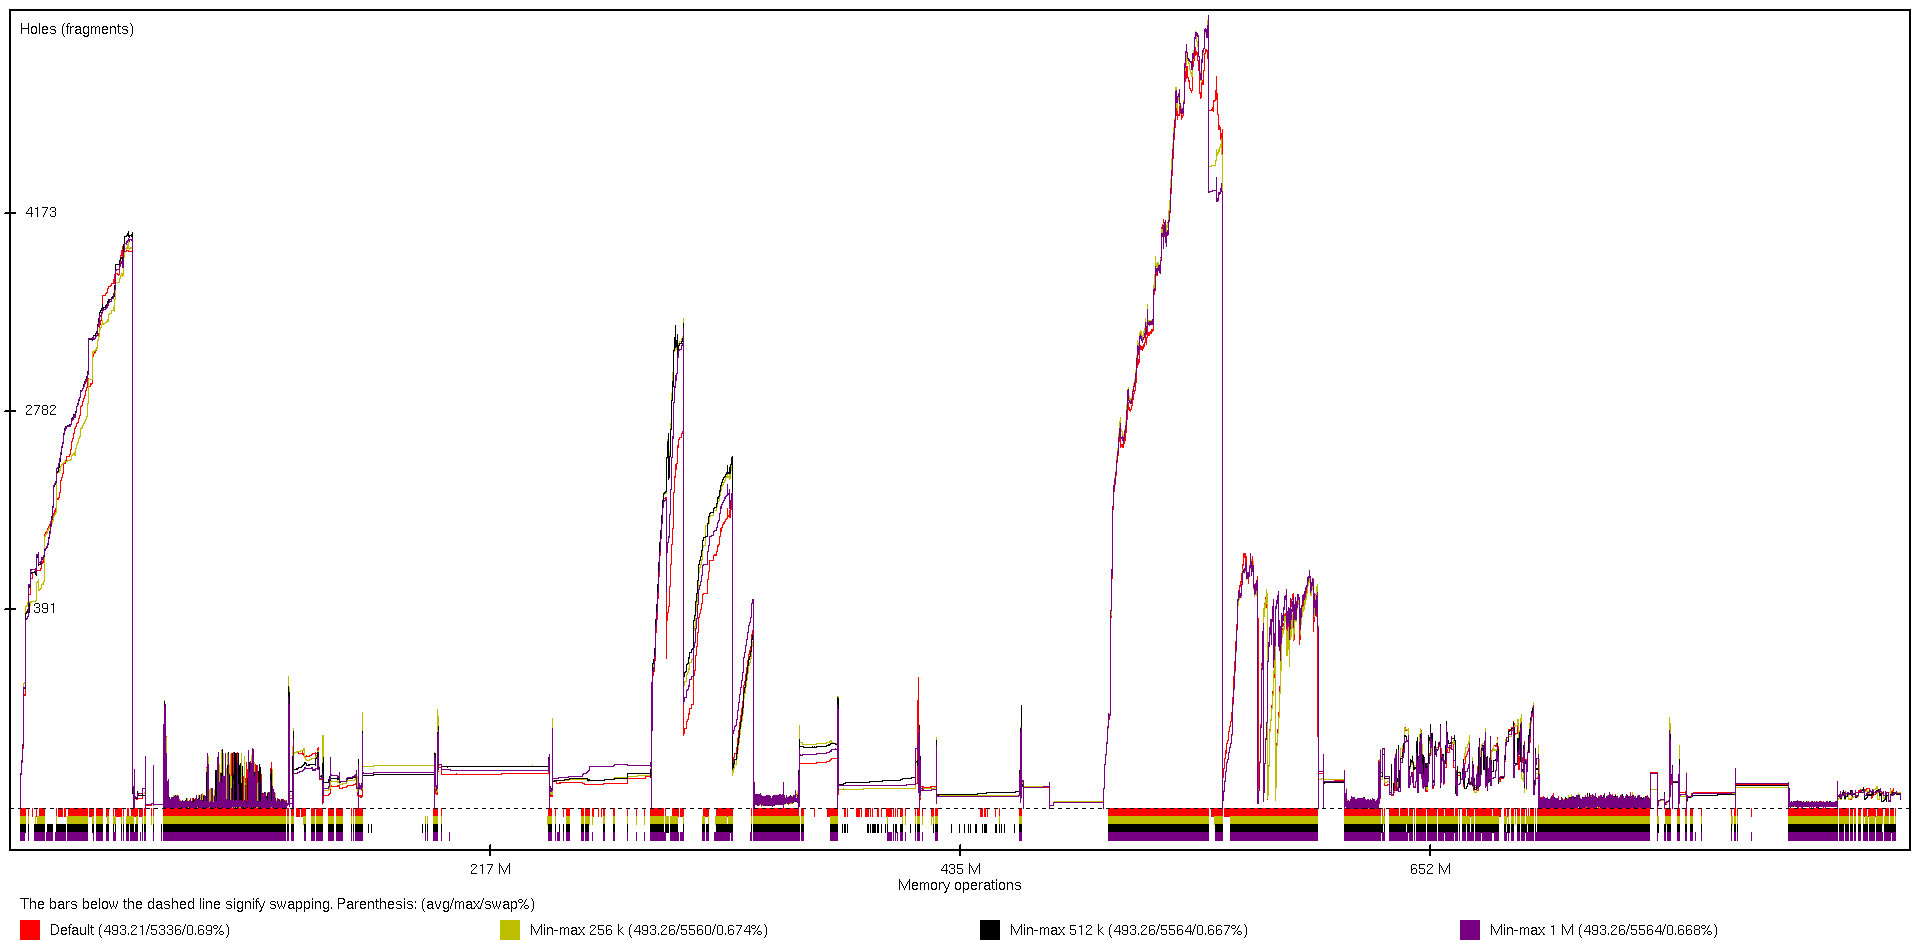 Holes (fragments)
4173
2782
1391
217 M 435 M 652 M
Memory operations
The bars below the dashed line signify swapping. Parenthesis: (avg/max/swap%)
Default (493.21/5336/0.69%) Min-max 256 k (493.26/5560/0.674%) Min-max 512 k (493.26/5564/0.667%) Min-max 1 M (493.26/5564/0.668%)